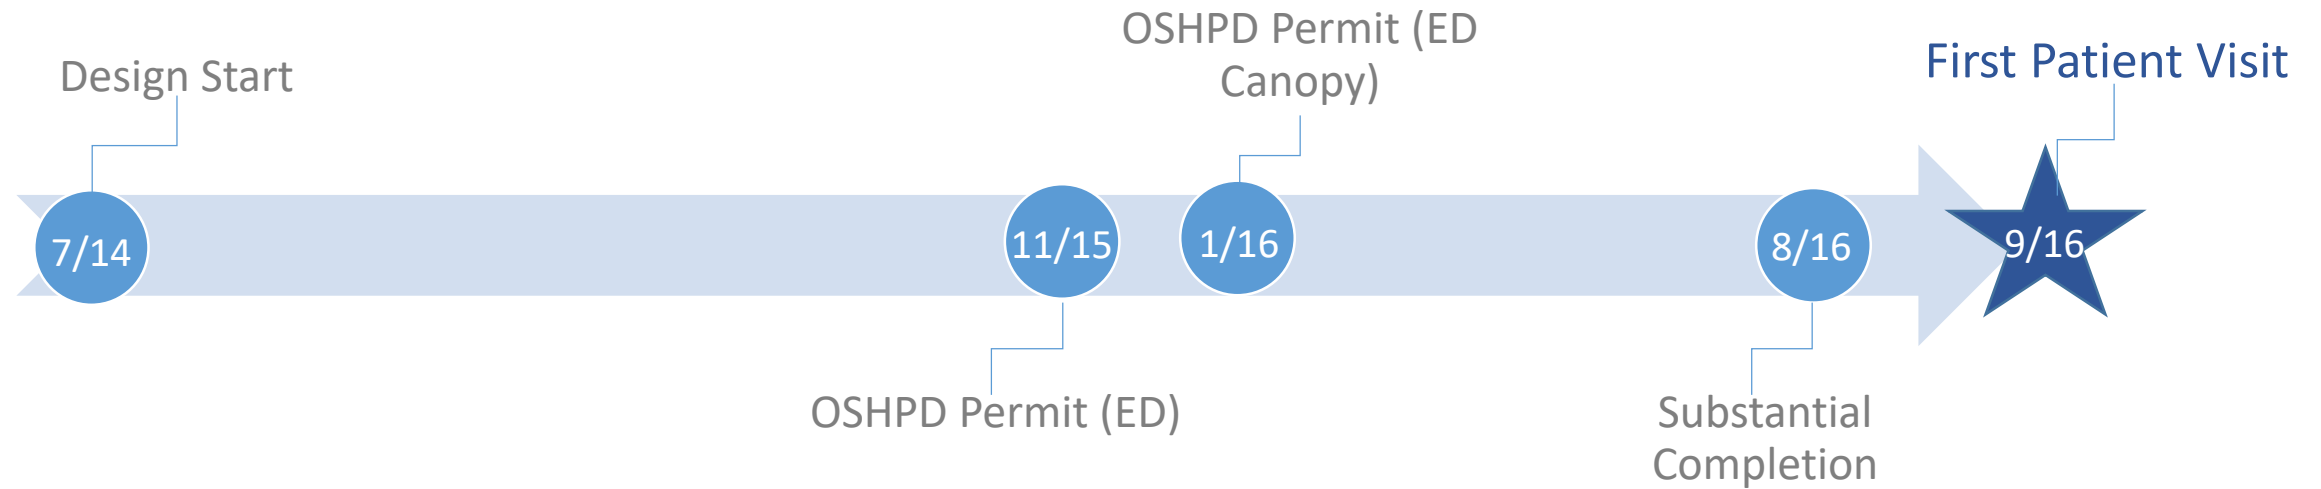 Design Start
OSHPD Permit (ED
Canopy)
First Patient Visit
7/14
11/15
1/16
8/16
9/16
OSHPD Permit (ED)
Substantial
Completion